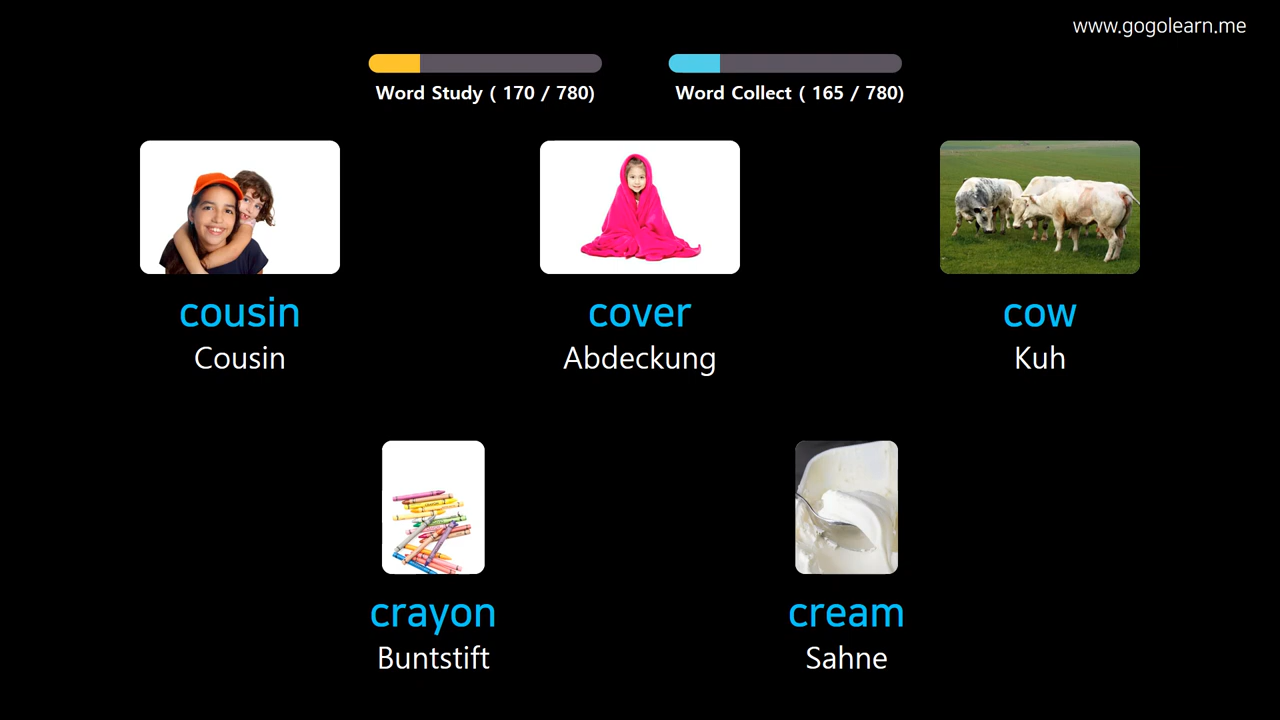 www.gogolearn.me
Word Study ( 170 / 780)
Word Collect ( 165 / 780)
cousin
Cousin
cover
Abdeckung
cow
Kuh
crayon
Buntstift
cream
Sahne